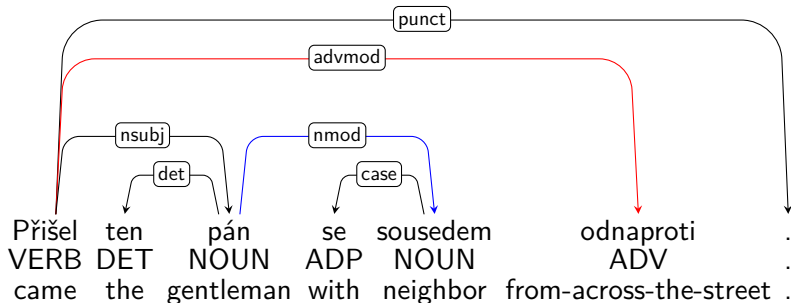 punct
advmod
nsubj nmod
det case
Přišel ten pán se sousedem odnaproti .
VERB DET NOUN ADP NOUN ADV .
came the gentleman with neighbor from-across-the-street .